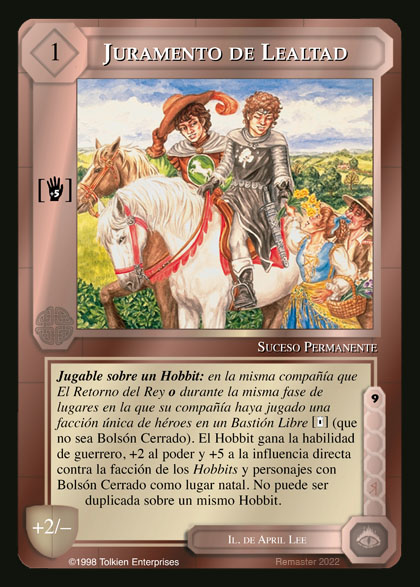 1
JURAMENTO DE LEALTAD
[+5]
SUCESO PERMANENTE
Jugable sobre un Hobbit: en la misma compañía que
El Retorno del Rey o durante la misma fase de
lugares en la que su compañía haya jugado una
facción única de héroes en un Bastión Libre [ ] (que
no sea Bolsón Cerrado). El Hobbit gana la habilidad
de guerrero, +2 al poder y +5 a la influencia directa
contra la facción de los Hobbits y personajes con
Bolsón Cerrado como lugar natal. No puede ser
duplicada sobre un mismo Hobbit.
9
+2/–
IL. DE APRIL LEE
©1998 Tolkien Enterprises
Remaster 2022